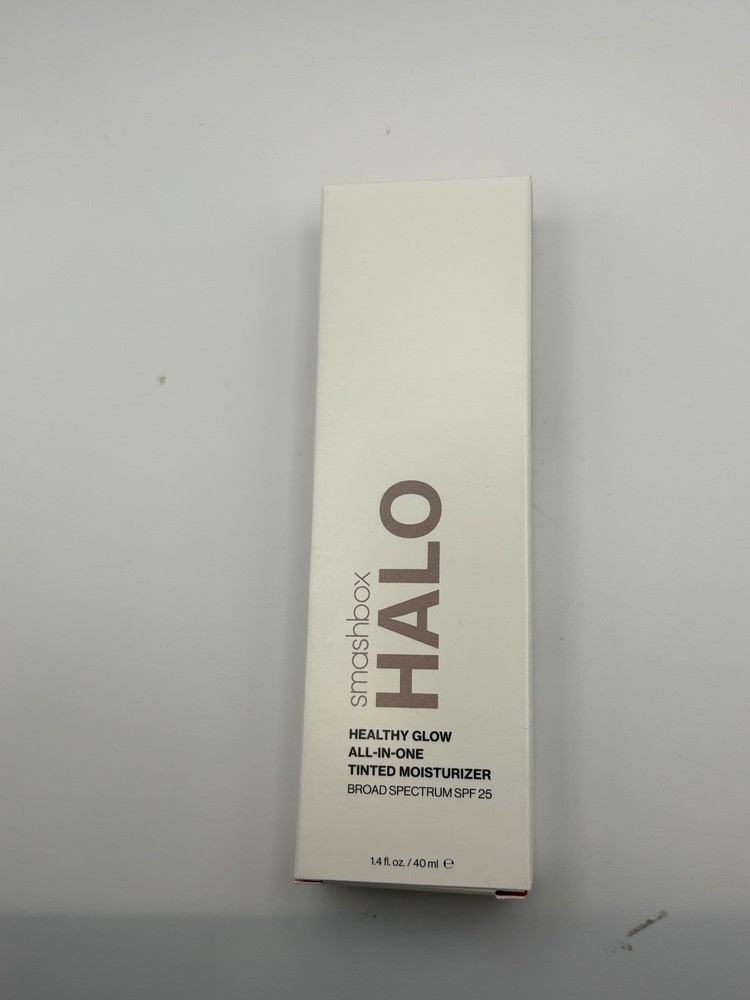 smashbox
HALO
HEALTHY GLOW
ALL-IN-ONE
TINTED MOISTURIZER
BROAD SPECTRUM SPF 25
1.4 fl. oz. / 40 ml ℮